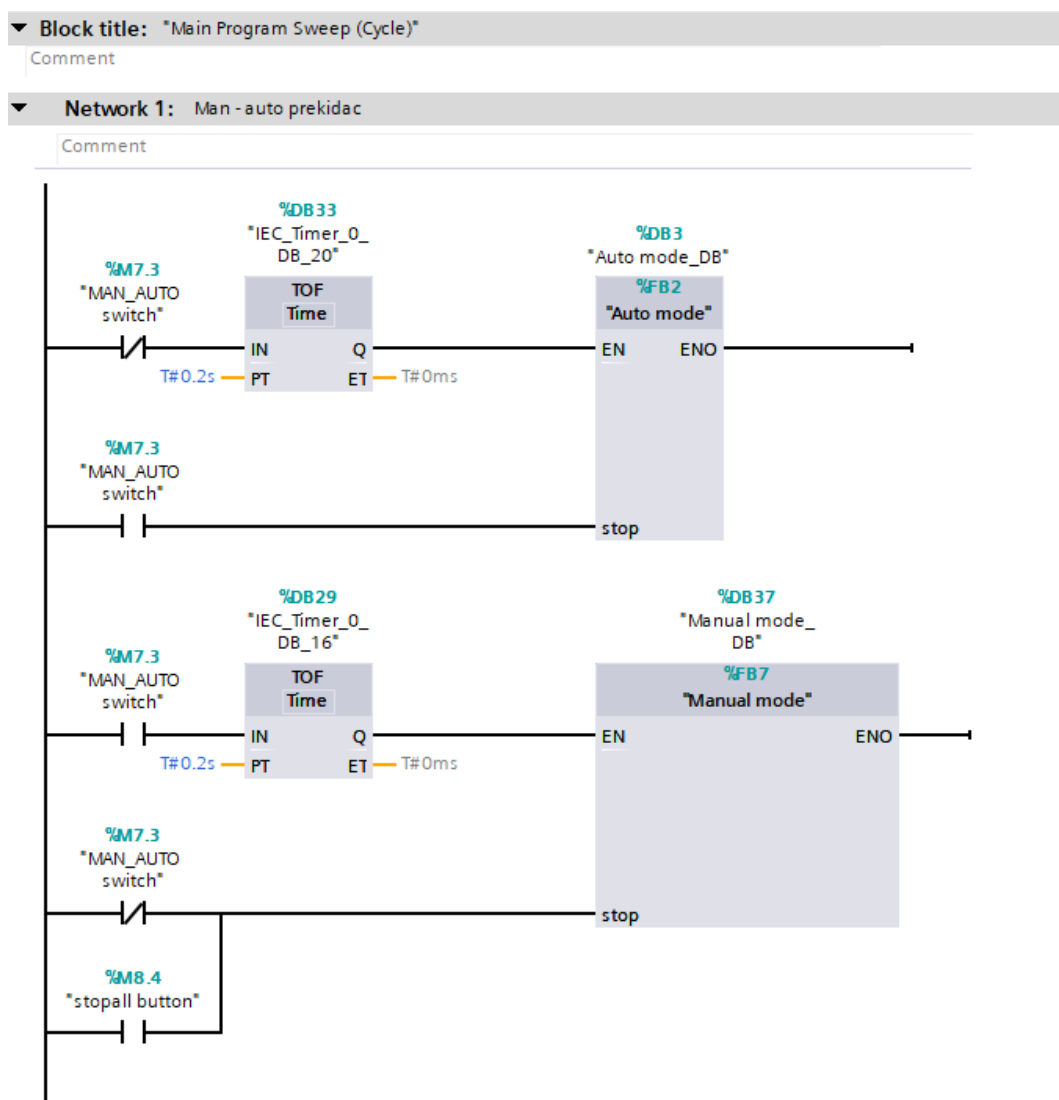 Block title: "Main Program Sweep (Cycle)"
Comment
Network 1: Man - auto prekidac
Comment
%DB33
"IEC_Timer_0_
DB_20"
%DB3
"Auto mode_DB"
%M7.3
"MAN_AUTO
switch"
TOF
Time
%FB2
"Auto mode"
IN Q
EN ENO
T#0.2s PT ET T#0ms
%M7.3
"MAN_AUTO
switch"
stop
%DB29
"IEC_Timer_0_
DB_16"
%DB37
"Manual mode_
DB"
%M7.3
"MAN_AUTO
switch"
TOF
Time
%FB7
"Manual mode"
IN Q
EN ENO
T#0.2s PT ET T#0ms
%M7.3
"MAN_AUTO
switch"
stop
%M8.4
"stopall button"